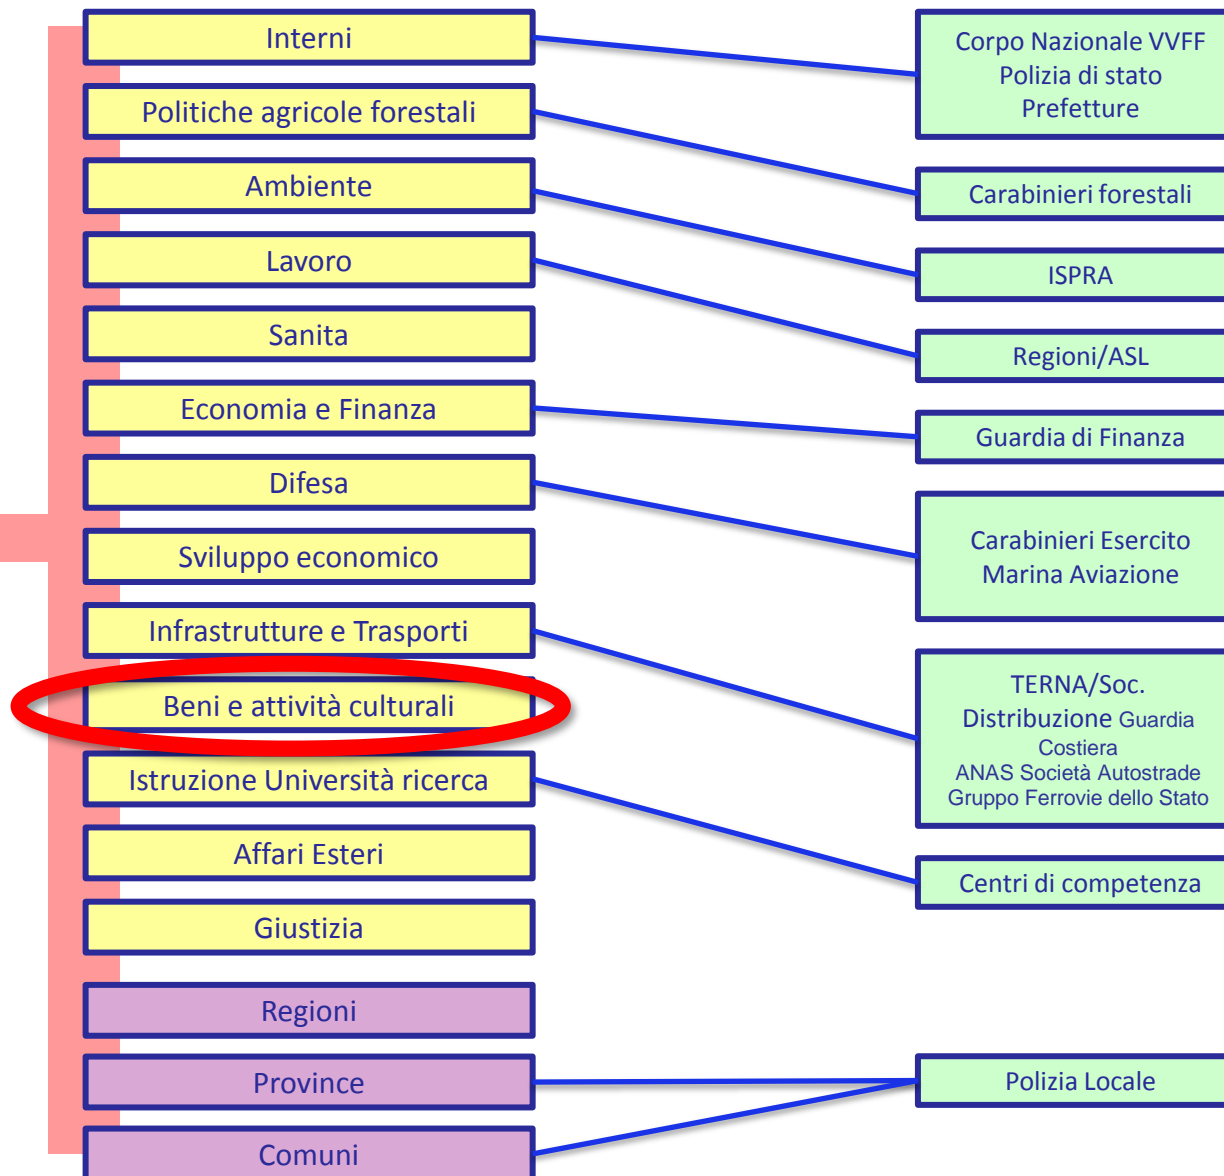 Interni
Politiche agricole forestali
Ambiente
Lavoro
Sanita
Economia e Finanza
Difesa
Sviluppo economico
Infrastrutture e Trasporti
Beni e attività culturali
Istruzione Università ricerca
Affari Esteri
Giustizia
Regioni
Province
Comuni
Corpo Nazionale VVFF
Polizia di stato
Prefetture
Carabinieri forestali
ISPRA
Regioni/ASL
Guardia di Finanza
Carabinieri Esercito
Marina Aviazione
TERNA/Soc.
Distribuzione Guardia
Costiera
ANAS Società Autostrade
Gruppo Ferrovie dello Stato
Centri di competenza
Polizia Locale